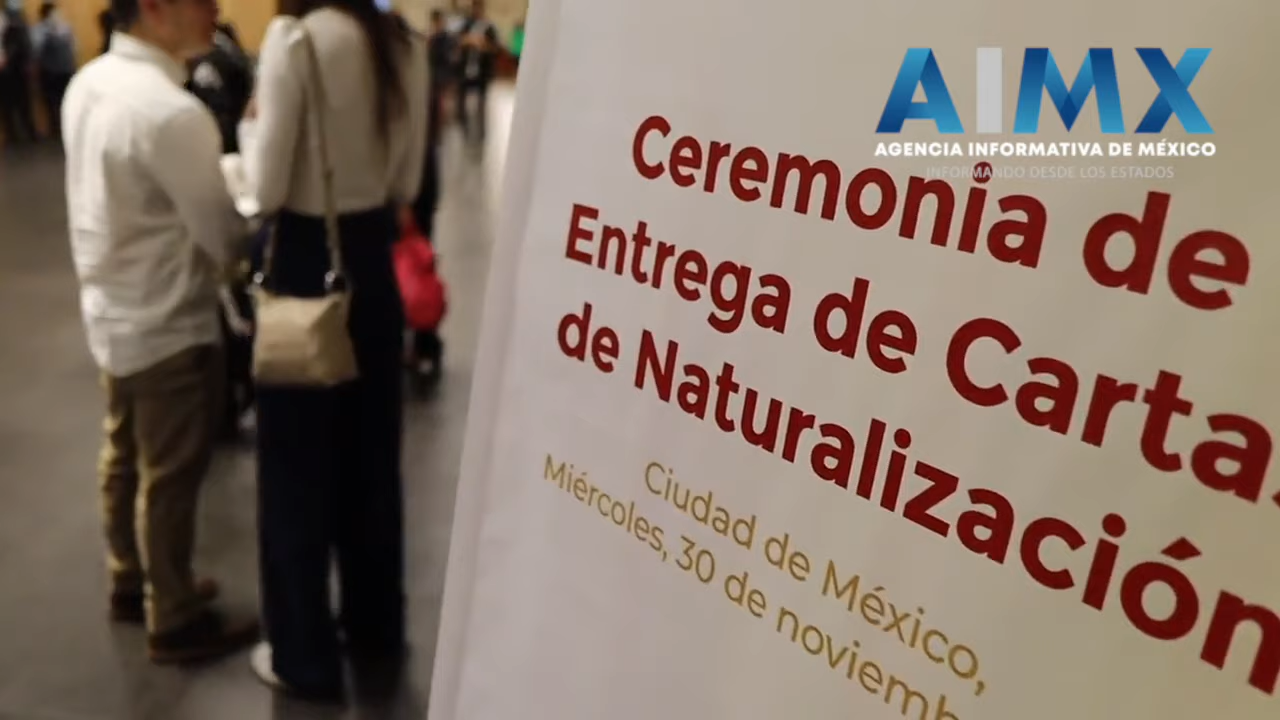 AIMX
AGENCIA INFORMATIVA DE MÉXICO
INFORMANDO DESDE LOS ESTADOS
Ceremonia de
Entrega de Cartas
de Naturalización
Ciudad de México,
Miércoles, 30 de noviemb